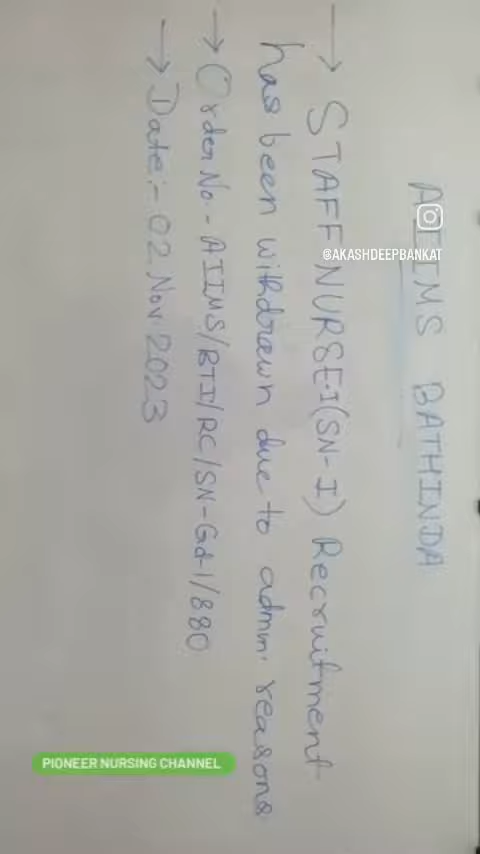 AIIMS BATHINDA
→ STAFF NURSE-I (SN-I) Recruitment
has been withdrawn due to admn. reasons
→ Order No. - AIIMS/BTI/RC/SN-Gd-1/880
→ Date:- 02 Nov 2023
@AKASHDEEPBANKAT
PIONEER NURSING CHANNEL